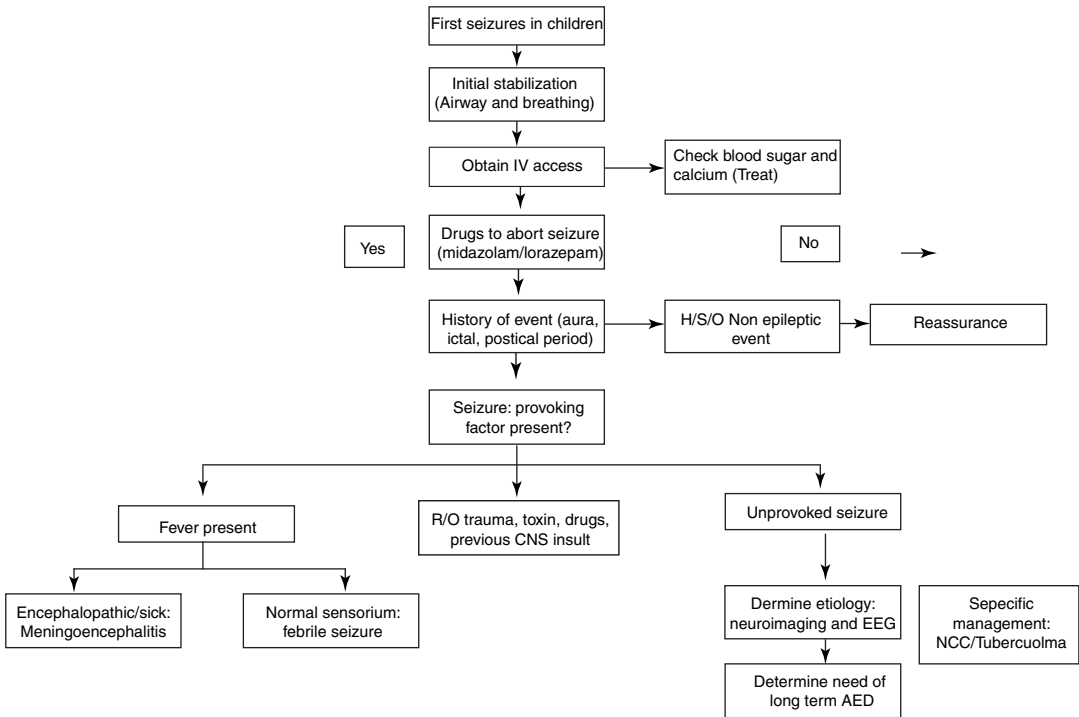 First seizures in children
Initial stabilization
(Airway and breathing)
Obtain IV access
Check blood sugar and
calcium (Treat)
Yes
Drugs to abort seizure
(midazolam/lorazepam)
No
History of event (aura,
ictal, postical period)
H/S/O Non epileptic
event
Reassurance
Seizure: provoking
factor present?
Fever present
R/O trauma, toxin, drugs,
previous CNS insult
Unprovoked seizure
Encephalopathic/sick:
Meningoencephalitis
Normal sensorium:
febrile seizure
Dermine etiology:
neuroimaging and EEG
Sepecific
management:
NCC/Tubercuolma
Determine need of
long term AED